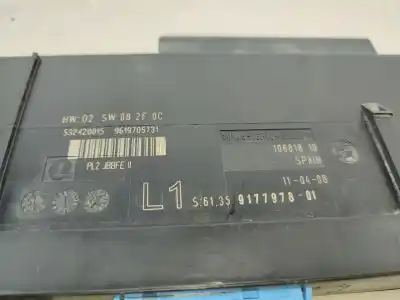 HW:02 SW 08 2F 0C
532420015 9619705731
PL2 JBBFE II
106818 10
SPAIN
11-04-08
L1 S:61.35 9177978-01